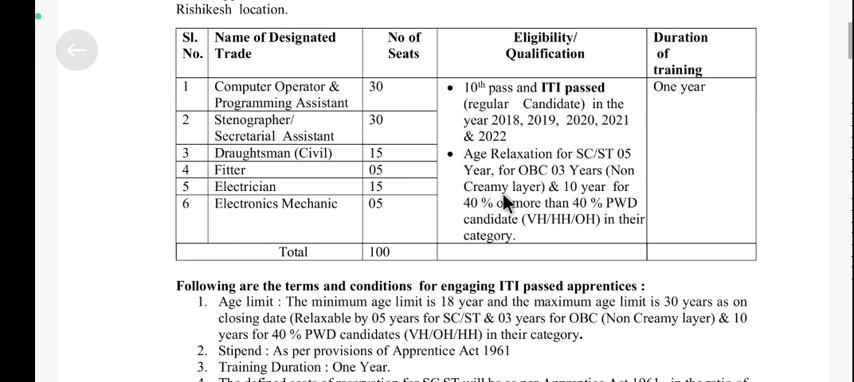 Rishikesh location.
Sl. No. Name of Designated Trade No of Seats Eligibility/ Qualification Duration of training
1 Computer Operator & Programming Assistant 30
2 Stenographer/ Secretarial Assistant 30
3 Draughtsman (Civil) 15
4 Fitter 05
5 Electrician 15
6 Electronics Mechanic 05
• 10th pass and ITI passed
(regular Candidate) in the
year 2018, 2019, 2020, 2021
& 2022
• Age Relaxation for SC/ST 05
Year, for OBC 03 Years (Non
Creamy layer) & 10 year for
40 % or more than 40 % PWD
candidate (VH/HH/OH) in their
category.
One year
Total 100
Following are the terms and conditions for engaging ITI passed apprentices :
1. Age limit : The minimum age limit is 18 year and the maximum age limit is 30 years as on
closing date (Relaxable by 05 years for SC/ST & 03 years for OBC (Non Creamy layer) & 10
years for 40 % PWD candidates (VH/OH/HH) in their category.
2. Stipend : As per provisions of Apprentice Act 1961
3. Training Duration : One Year.